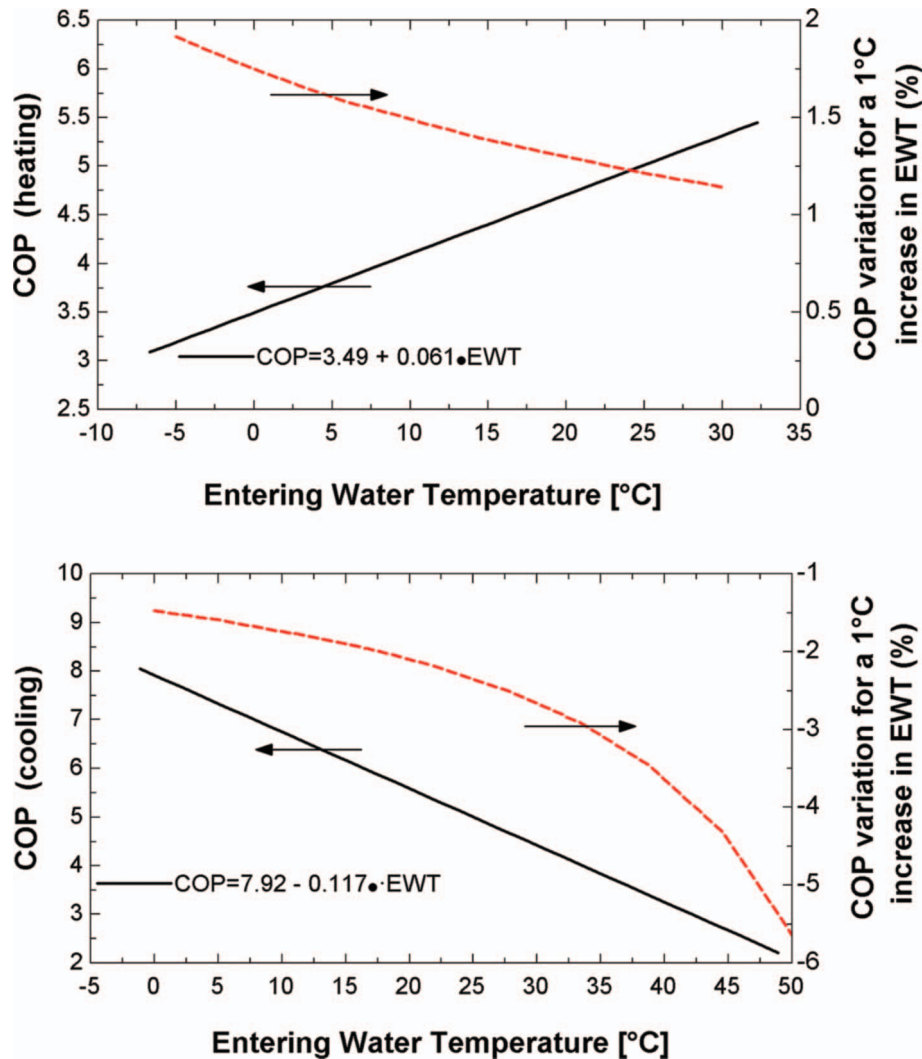 6.5
6
5.5
5
4.5
4
3.5
3
2.5
COP (heating)
2
1.5
1
0.5
0
COP variation for a 1°C
increase in EWT (%)
COP=3.49 + 0.061●EWT
-10 -5 0 5 10 15 20 25 30 35
Entering Water Temperature [°C]
10
9
8
7
6
5
4
3
2
COP (cooling)
-1
-2
-3
-4
-5
-6
COP variation for a 1°C
increase in EWT (%)
COP=7.92 - 0.117●·EWT
-5 0 5 10 15 20 25 30 35 40 45 50
Entering Water Temperature [°C]